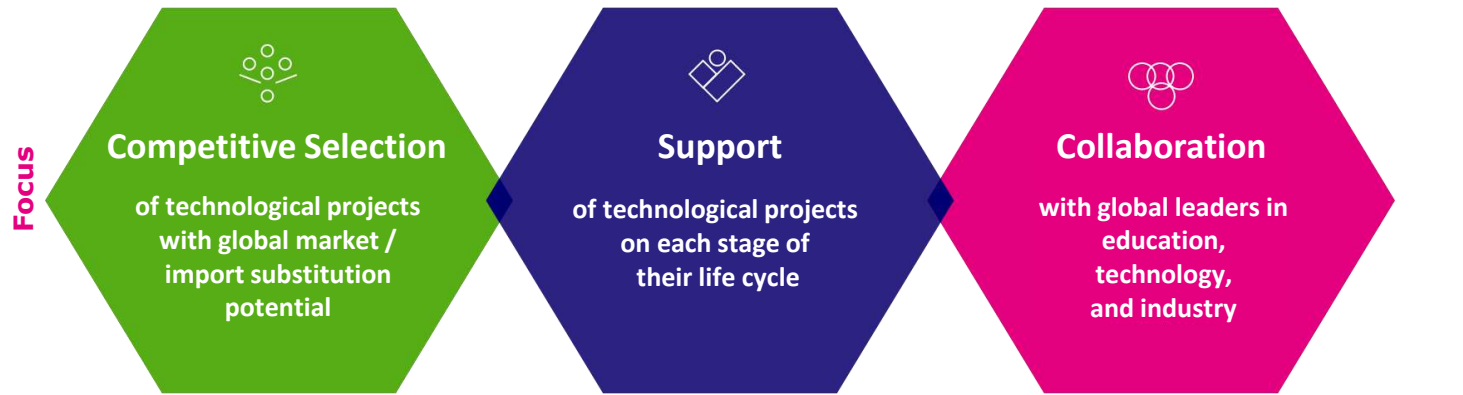 Focus
Competitive Selection
of technological projects
with global market /
import substitution
potential
Support
of technological projects
on each stage of
their life cycle
Collaboration
with global leaders in
education,
technology,
and industry